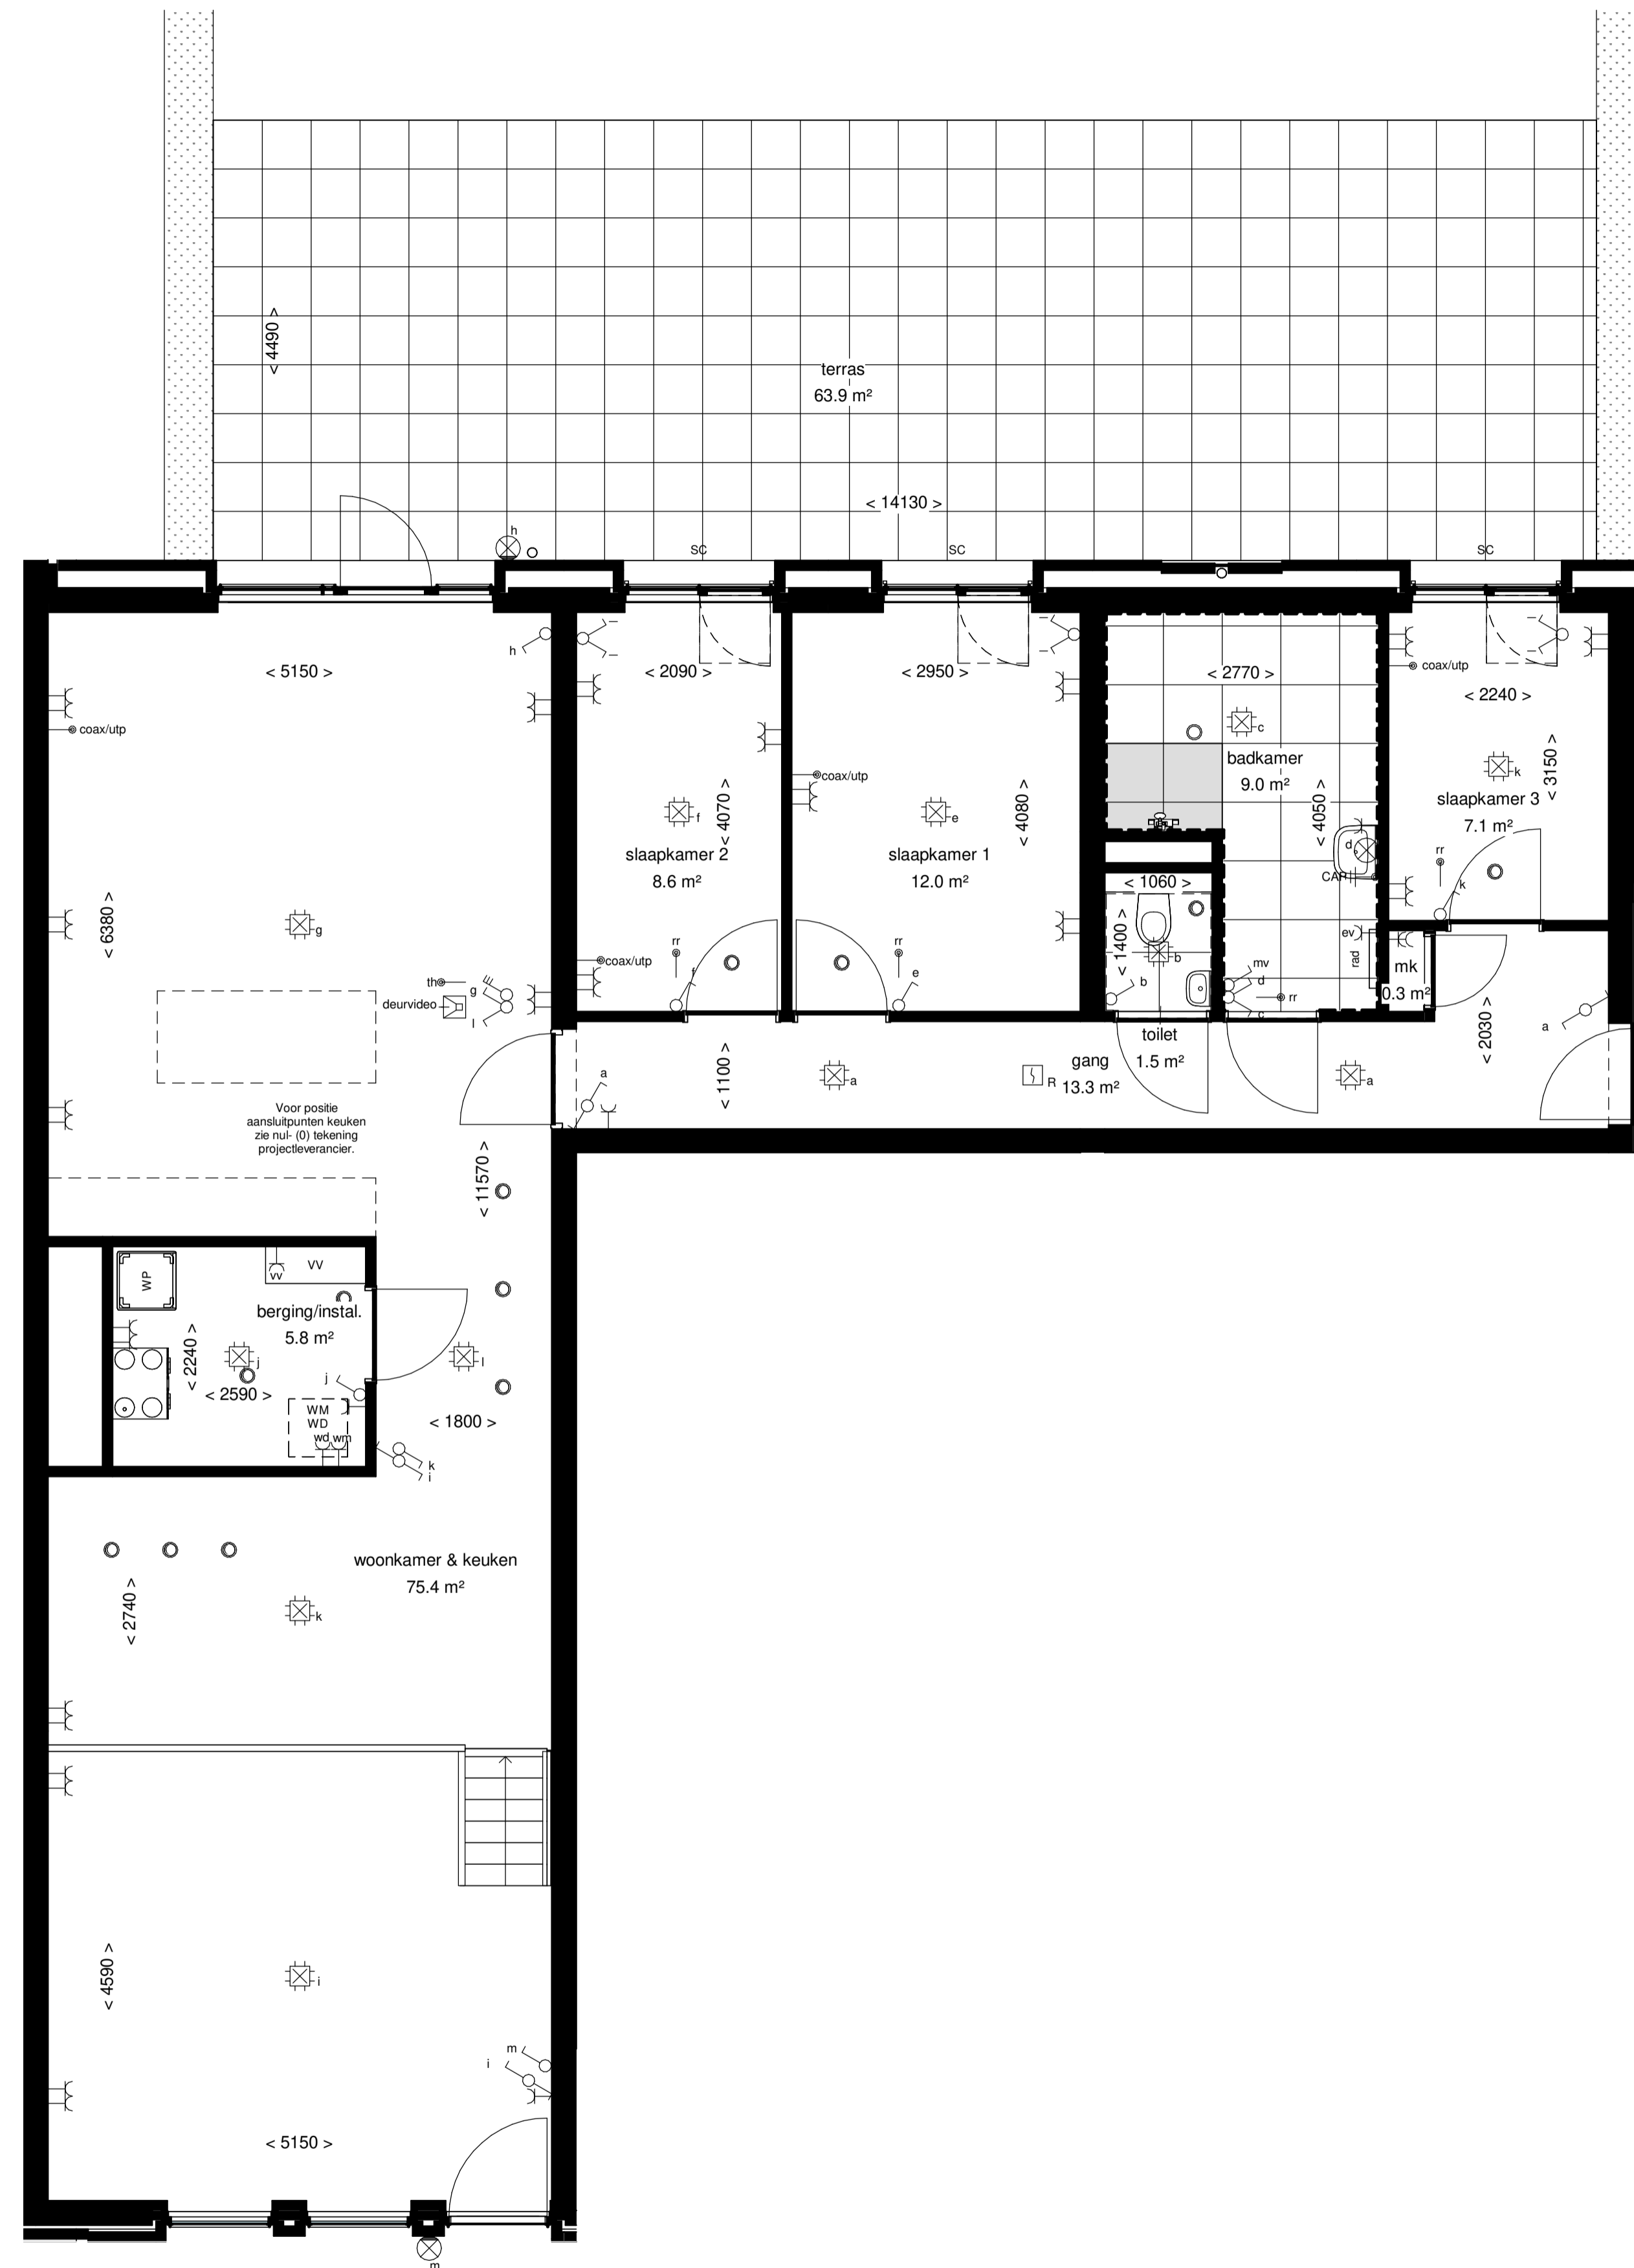 < 4490 >
terras
63.9 m²
< 14130 >
h
SC
SC
SC
h
< 5150 >
< 2090 >
< 2950 >
< 2770 >
coax/utp
< 2240 >
coax/utp
c
k
< 3150 >
badkamer
9.0 m²
coax/utp
f
< 4070 >
e
< 4080 >
< 4050 >
slaapkamer 3
7.1 m²
slaapkamer 2
8.6 m²
slaapkamer 1
12.0 m²
d
rr
CAP
k
< 1060 >
< 6380 >
g
< 1400 >
rr
rr
ev
rad
b
coax/utp
mv
mk
0.3 m²
th
g
f
e
b
d
rr
deurvideo
l
c
a
< 2030 >
toilet
1.5 m²
gang
13.3 m²
< 1100 >
a
a
R
a
Voor positie
aansluitpunten keuken
zie nul- (0) tekening
projectleverancier.
< 11570 >
WP
vv
VV
berging/instal.
5.8 m²
< 2240 >
j
l
j
< 2590 >
WM
WD
wd wm
< 1800 >
k
i
woonkamer & keuken
75.4 m²
< 2740 >
k
< 4590 >
i
m
i
< 5150 >
m